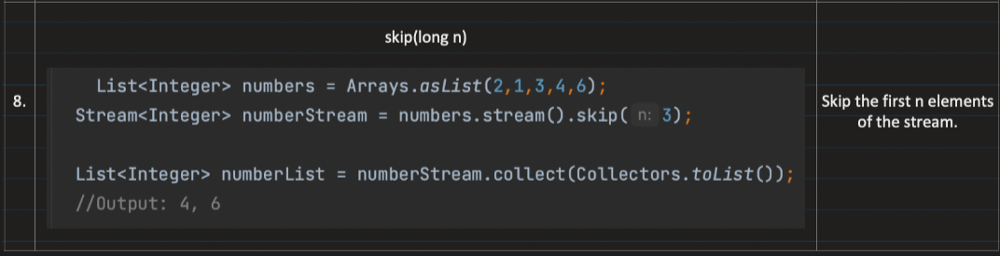 skip(long n)
8.
List<Integer> numbers = Arrays.asList(2,1,3,4,6);
Stream<Integer> numberStream = numbers.stream().skip( n: 3);
List<Integer> numberList = numberStream.collect(Collectors.toList());
//Output: 4, 6
Skip the first n elements
of the stream.